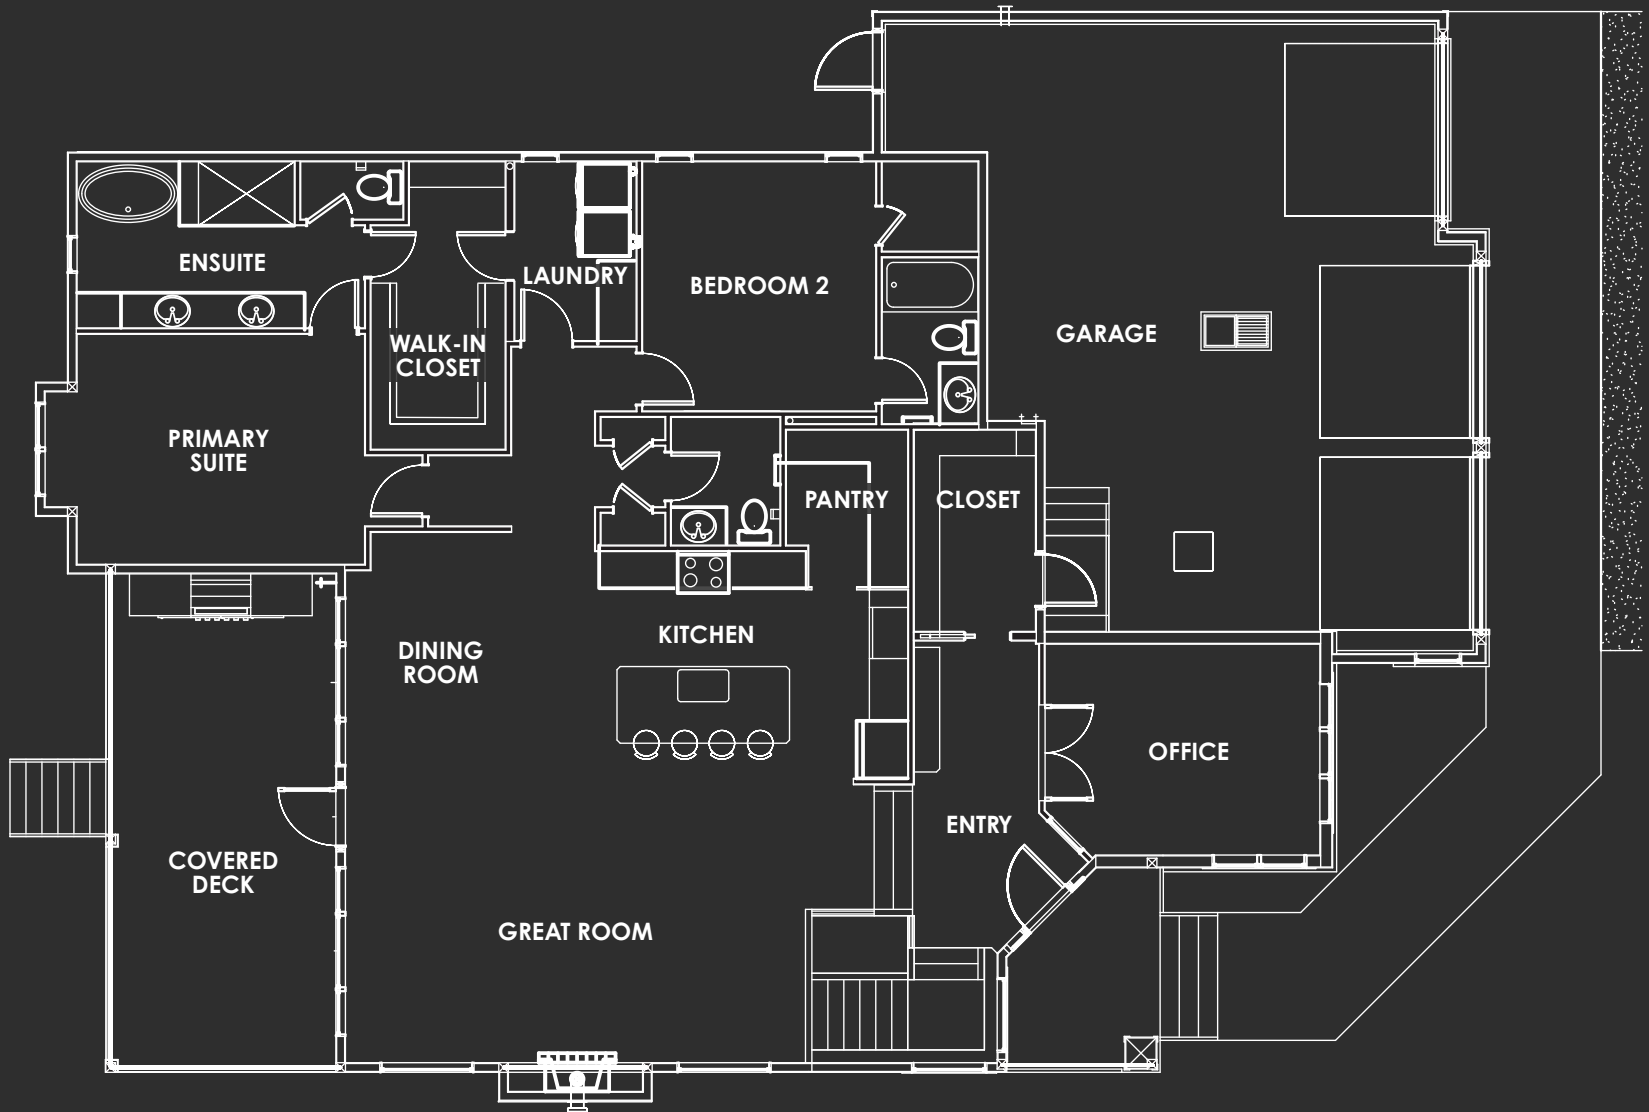 ENSUITE
LAUNDRY
BEDROOM 2
GARAGE
WALK-IN
CLOSET
PRIMARY
SUITE
PANTRY
CLOSET
KITCHEN
DINING
ROOM
OFFICE
ENTRY
COVERED
DECK
GREAT ROOM